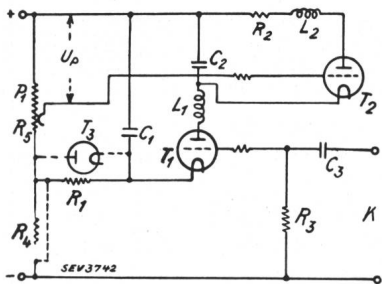 +
R₂
L₂
Uₚ
C₂
P₁
R₅
T₂
L₁
T₃
C₁
T₁
C₃
R₁
R₄
R₃
K
-
SEV3742